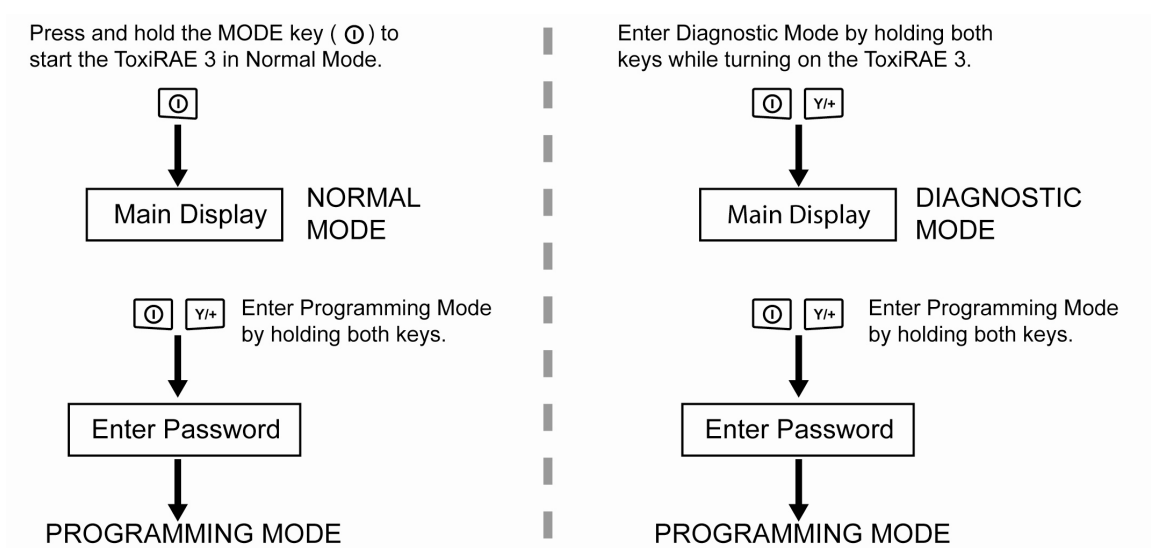 Press and hold the MODE key ( ) to
start the ToxiRAE 3 in Normal Mode.
Main Display
NORMAL
MODE
Y/+
Enter Programming Mode
by holding both keys.
Enter Password
PROGRAMMING MODE
Enter Diagnostic Mode by holding both
keys while turning on the ToxiRAE 3.
Y/+
Main Display
DIAGNOSTIC
MODE
Y/+
Enter Programming Mode
by holding both keys.
Enter Password
PROGRAMMING MODE